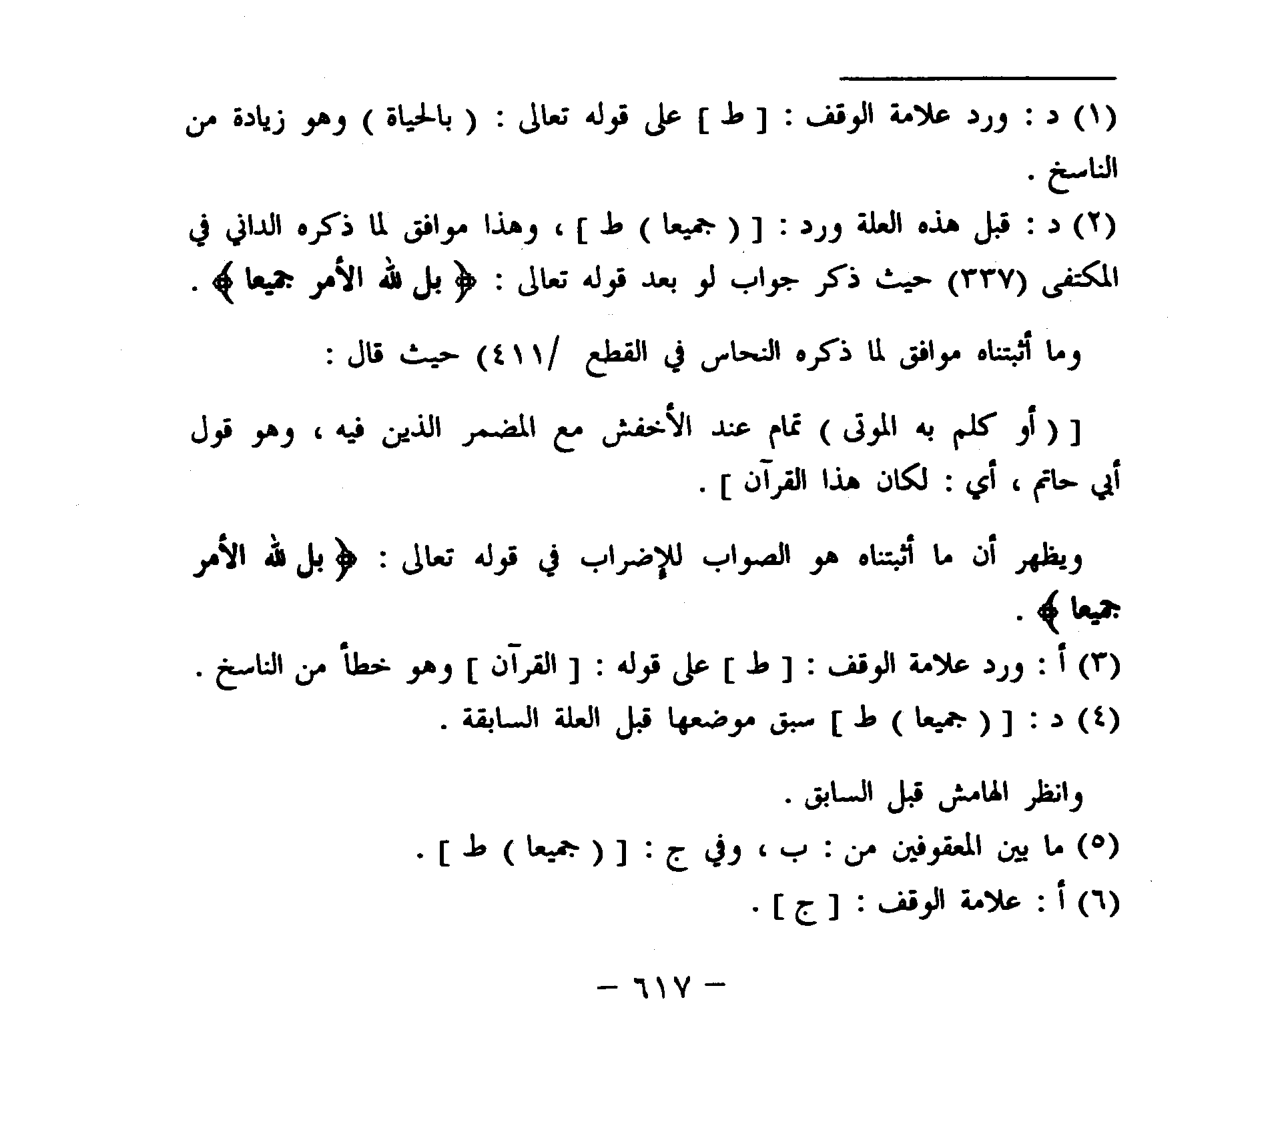 (١) د : ورد علامة الوقف : [ ط ] على قوله تعالى : ( بالحياة ) وهو زيادة من
الناسخ .
(٢) د : قبل هذه العلة ورد : [ ( جميعا ) ط ] ، وهذا موافق لما ذكره الداني في
المكتفى (٣٣٧) حيث ذكر جواب لو بعد قوله تعالى : ﴿ بل لله الأمر جميعا ﴾ .
وما أثبتناه موافق لما ذكره النحاس في القطع /٤١١) حيث قال :
[ ( أو كلم به الموتى ) تمام عند الأخفش مع المضمر الذين فيه ، وهو قول
أبي حاتم ، أي : لكان هذا القرآن ] .
ويظهر أن ما أثبتناه هو الصواب للإضراب في قوله تعالى : ﴿ بل لله الأمر
جميعا ﴾ .
(٣) أ : ورد علامة الوقف : [ ط ] على قوله : [ القرآن ] وهو خطأ من الناسخ .
(٤) د : [ ( جميعا ) ط ] سبق موضعها قبل العلة السابقة .
وانظر الهامش قبل السابق .
(٥) ما بين المعقوفين من : ب ، وفي ج : [ ( جميعا ) ط ] .
(٦) أ : علامة الوقف : [ ج ] .
– ٦١٧ –